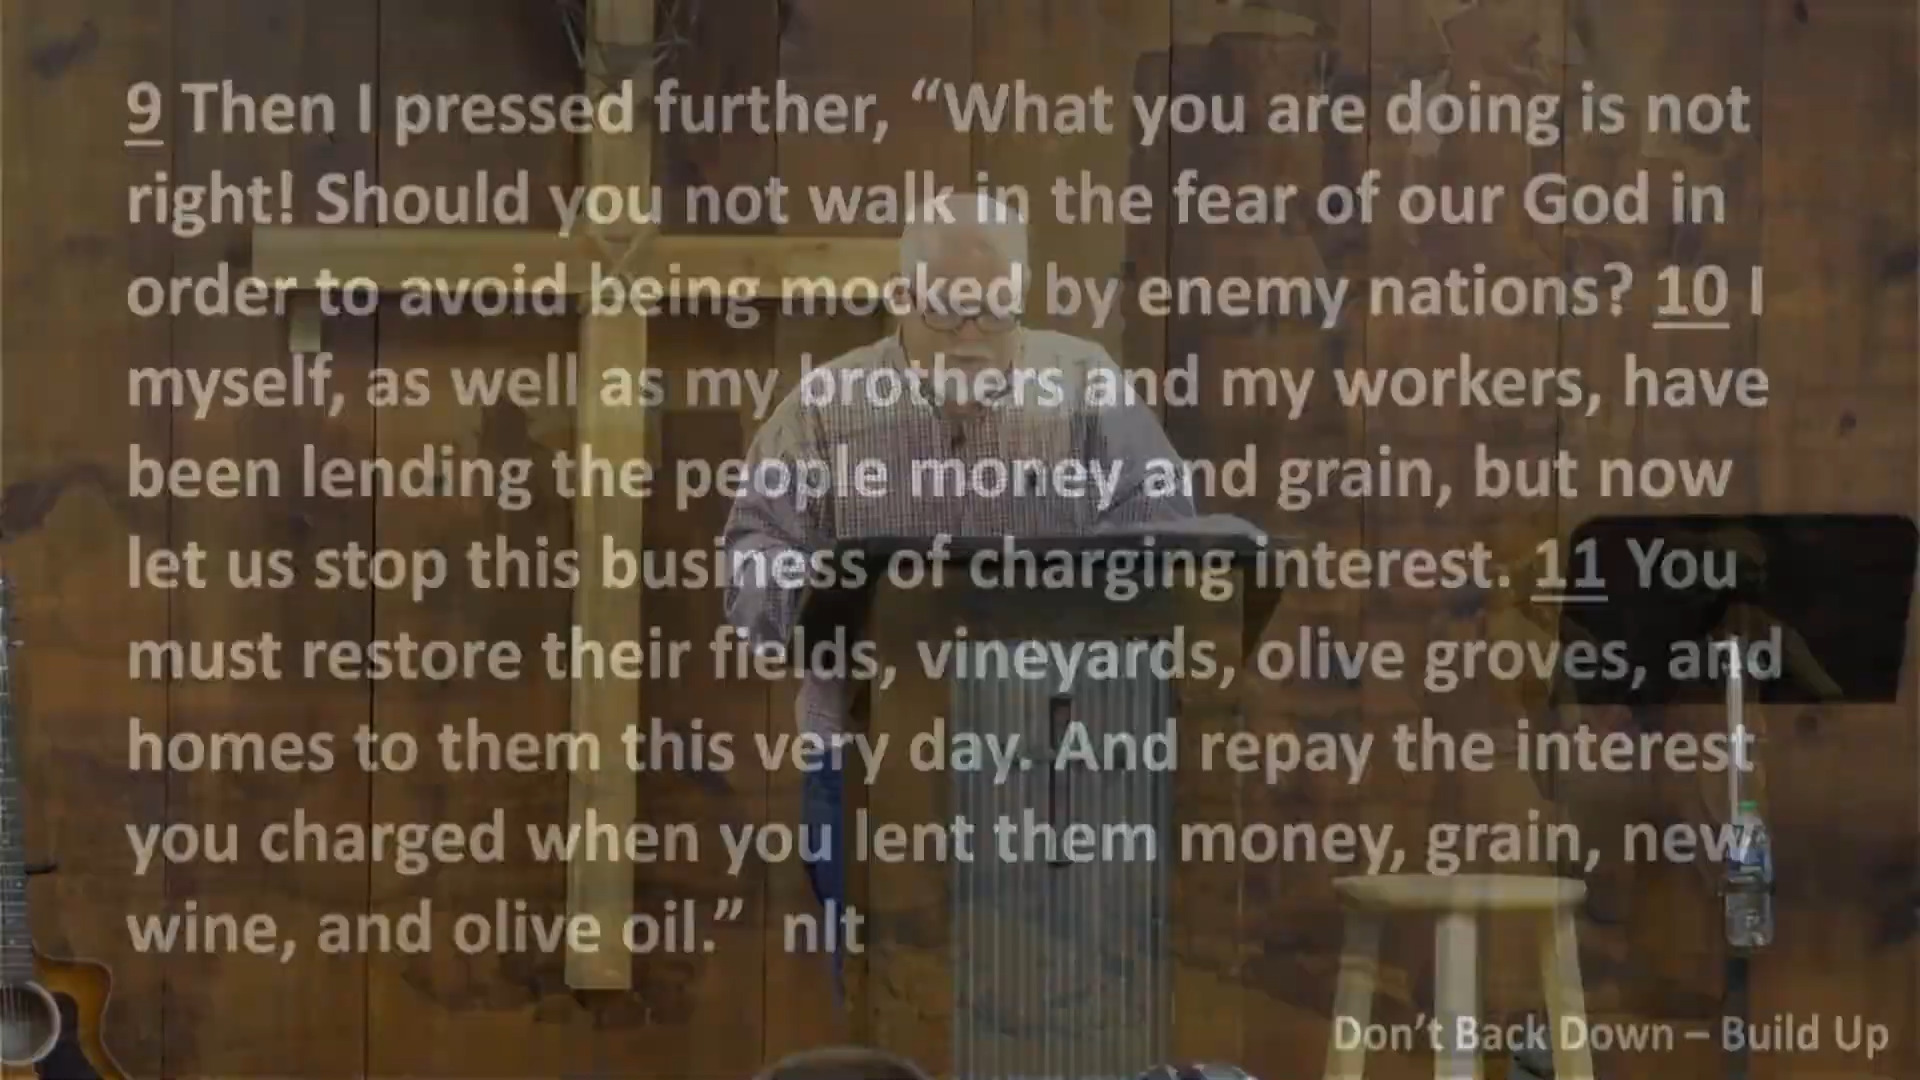 9 Then I pressed further, “What you are doing is not
right! Should you not walk in the fear of our God in
order to avoid being mocked by enemy nations? 10 I
myself, as well as my brothers and my workers, have
been lending the people money and grain, but now
let us stop this business of charging interest. 11 You
must restore their fields, vineyards, olive groves, and
homes to them this very day. And repay the interest
you charged when you lent them money, grain, new
wine, and olive oil.”  nlt
Don’t Back Down – Build Up